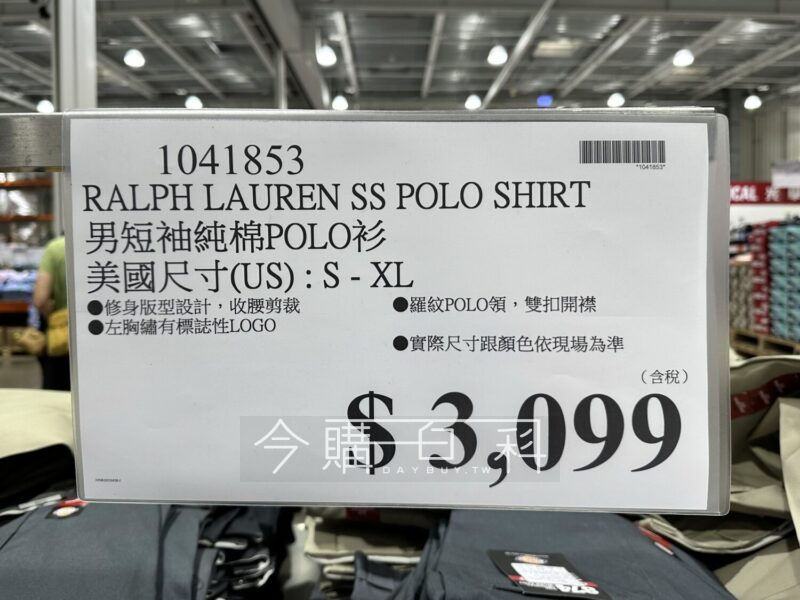 1041853
*1041853*
RALPH LAUREN SS POLO SHIRT
男短袖純棉POLO衫
美國尺寸(US) : S - XL
●修身版型設計，收腰剪裁
●羅紋POLO領，雙扣開襟
●左胸繡有標誌性LOGO
●實際尺寸跟顏色依現場為準
（含稅）
$ 3,099
今購百科
DAYBUY.TW